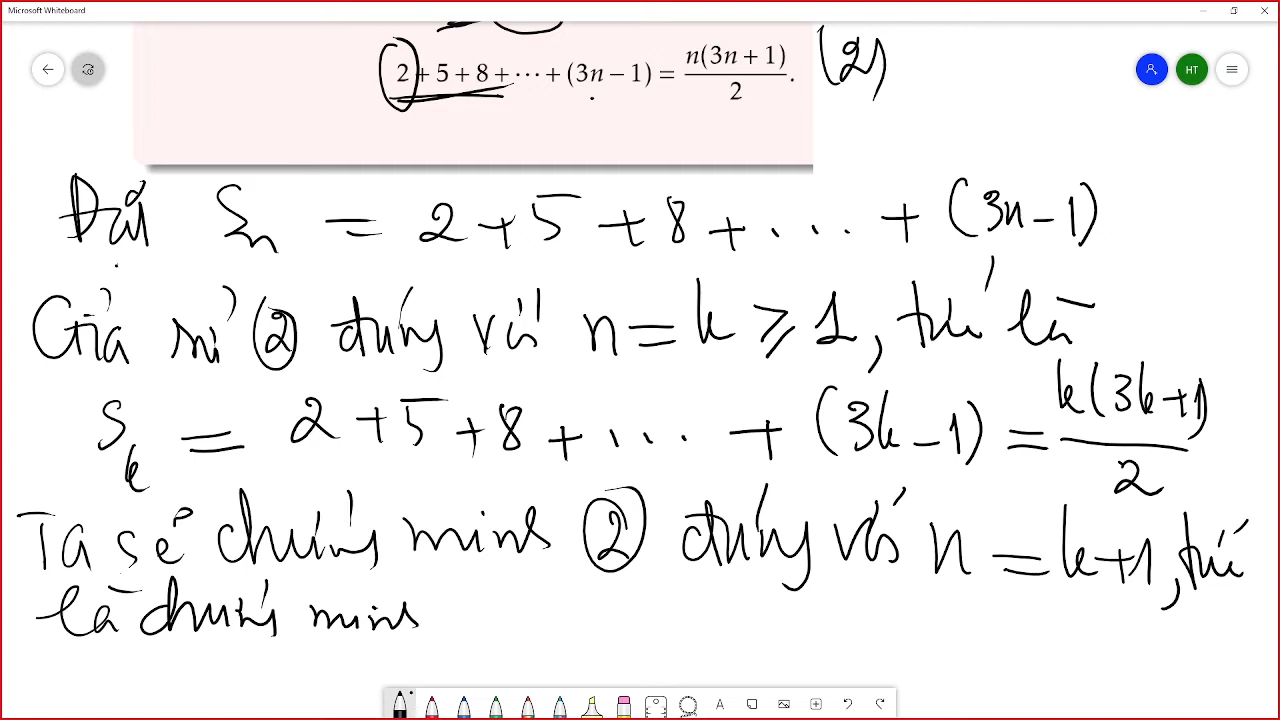 Microsoft Whiteboard
2 + 5 + 8 + ⋯ + (3n − 1) = n(3n + 1)/2. (2)
HT
Đặt Sn = 2 + 5 + 8 + ... + (3n − 1)
Giả sử ② đúng với n = k ⩾ 1, tức là
Sk = 2 + 5 + 8 + ... + (3k − 1) = k(3k+1)/2
Ta sẽ chứng minh ② đúng với n = k+1, tức
là chứng minh
A